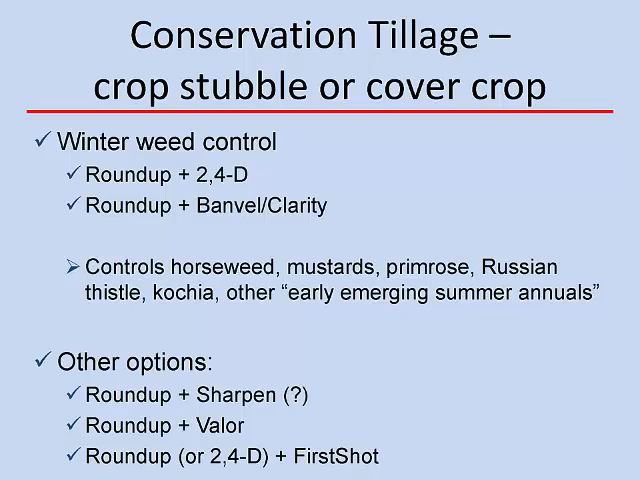 Conservation Tillage –
crop stubble or cover crop
Winter weed control
Roundup + 2,4-D
Roundup + Banvel/Clarity
Controls horseweed, mustards, primrose, Russian
thistle, kochia, other “early emerging summer annuals”
Other options:
Roundup + Sharpen (?)
Roundup + Valor
Roundup (or 2,4-D) + FirstShot